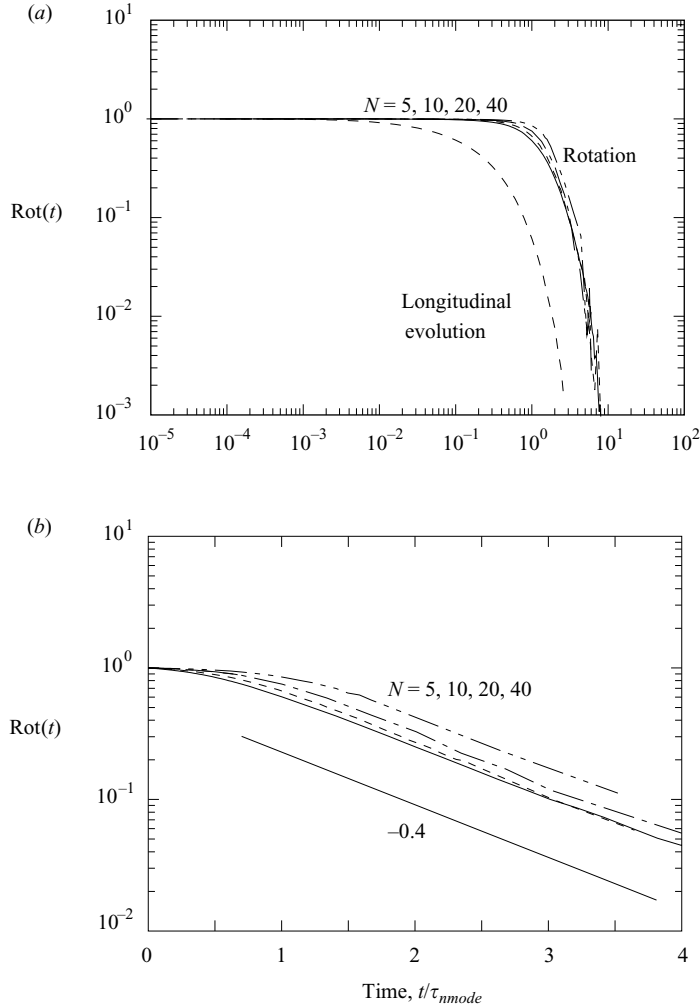 (a)
10^1
N = 5, 10, 20, 40
10^0
Rotation
Rot(t)
10^–1
Longitudinal
evolution
10^–2
10^–3
10^–5 10^–4 10^–3 10^–2 10^–1 10^0 10^1 10^2
(b)
10^1
10^0
N = 5, 10, 20, 40
Rot(t)
10^–1
–0.4
10^–2
0 1 2 3 4
Time, t/τ_nmode